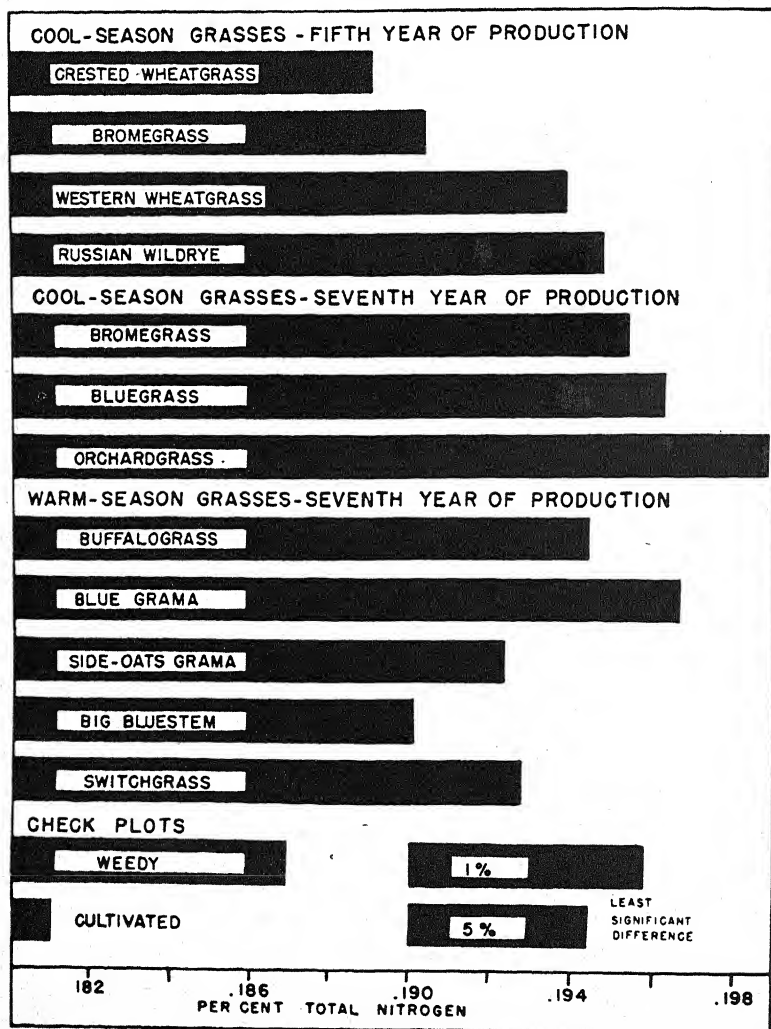 COOL-SEASON GRASSES - FIFTH YEAR OF PRODUCTION
CRESTED WHEATGRASS
BROMEGRASS
WESTERN WHEATGRASS
RUSSIAN WILDRYE
COOL-SEASON GRASSES-SEVENTH YEAR OF PRODUCTION
BROMEGRASS
BLUEGRASS
ORCHARDGRASS
WARM-SEASON GRASSES-SEVENTH YEAR OF PRODUCTION
BUFFALOGRASS
BLUE GRAMA
SIDE-OATS GRAMA
BIG BLUESTEM
SWITCHGRASS
CHECK PLOTS
WEEDY
1%
CULTIVATED
5%
LEAST
SIGNIFICANT
DIFFERENCE
182 .186 .190 .194 .198
PER CENT TOTAL NITROGEN